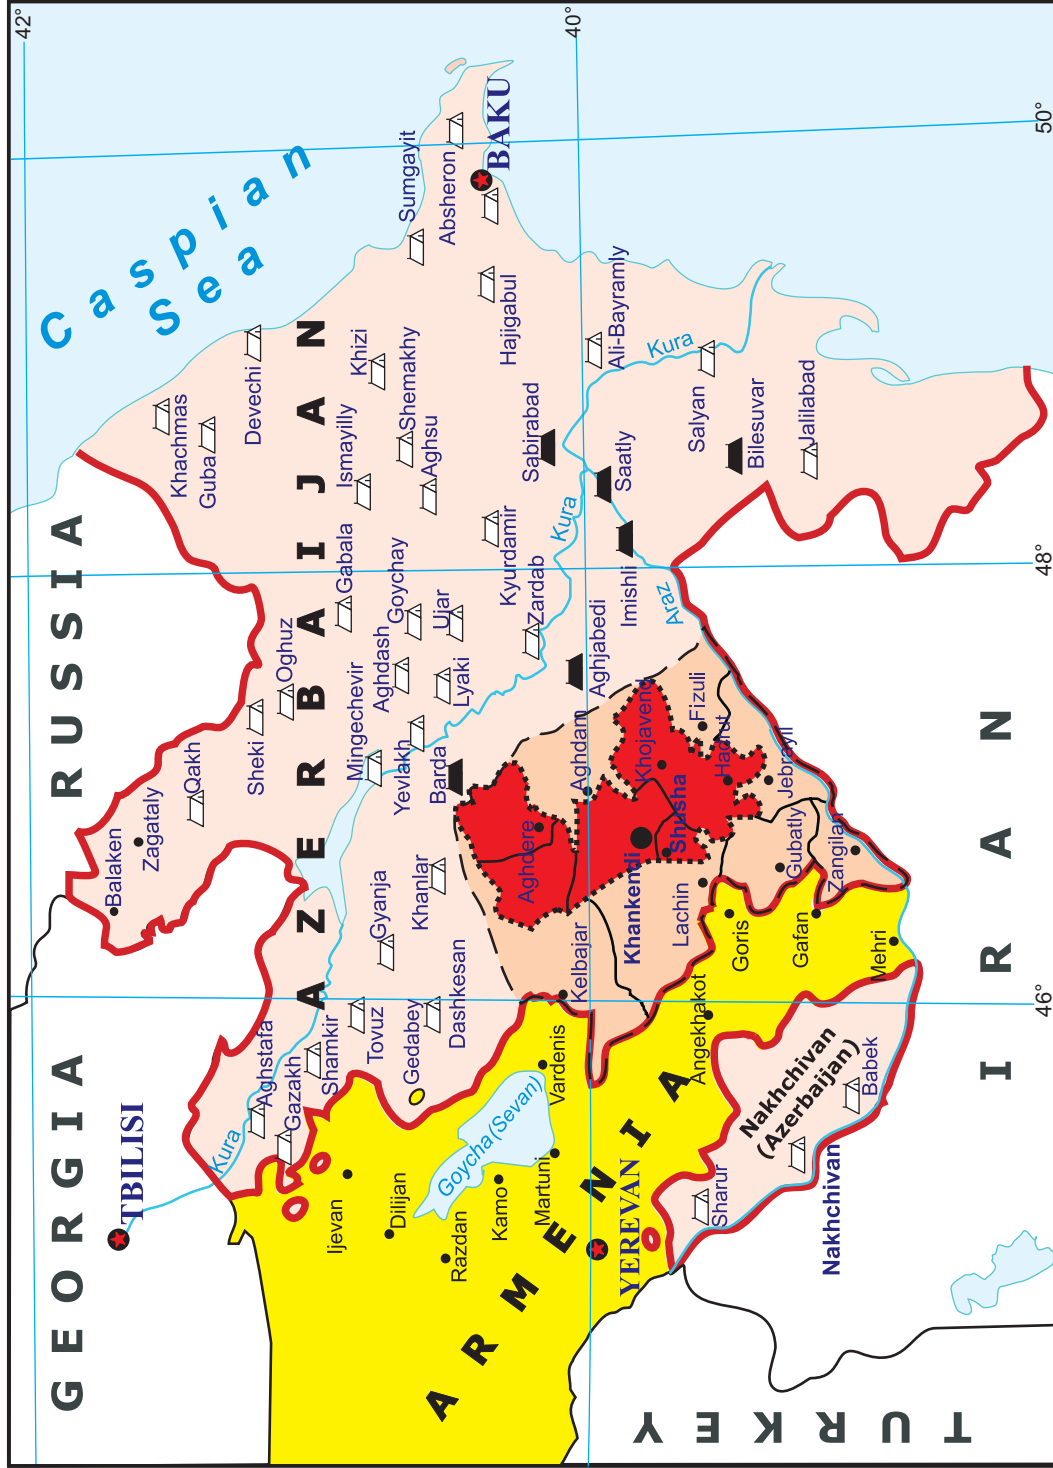 42°
40°
50°
48°
46°
Caspian
Sea
RUSSIA
GEORGIA
AZERBAIJAN
ARMENIA
IRAN
TURKEY
TBILISI
BAKU
YEREVAN
Balaken
Zagataly
Qakh
Sheki
Oghuz
Khachmas
Guba
Devechi
Khizi
Sumgayit
Absheron
Ismayilly
Shemakhy
Aghsu
Gabala
Goychay
Ujar
Aghdash
Lyaki
Mingechevir
Yevlakh
Barda
Hajigabul
Kyurdamir
Zardab
Sabirabad
Saatly
Ali-Bayramly
Kura
Kura
Kura
Araz
Salyan
Bilesuvar
Jalilabad
Imishli
Aghjabedi
Aghdam
Khojavend
Fizuli
Hadrut
Jebrayil
Shusha
Khankendi
Aghdere
Kelbajar
Lachin
Gubatly
Zangilan
Khanlar
Gyanja
Dashkesan
Gedabey
Tovuz
Shamkir
Aghstafa
Gazakh
Goycha (Sevan)
Vardenis
Martuni
Kamo
Razdan
Dilijan
Ijevan
Angekhakot
Goris
Gafan
Mehri
Nakhchivan
(Azerbaijan)
Babek
Sharur
Nakhchivan